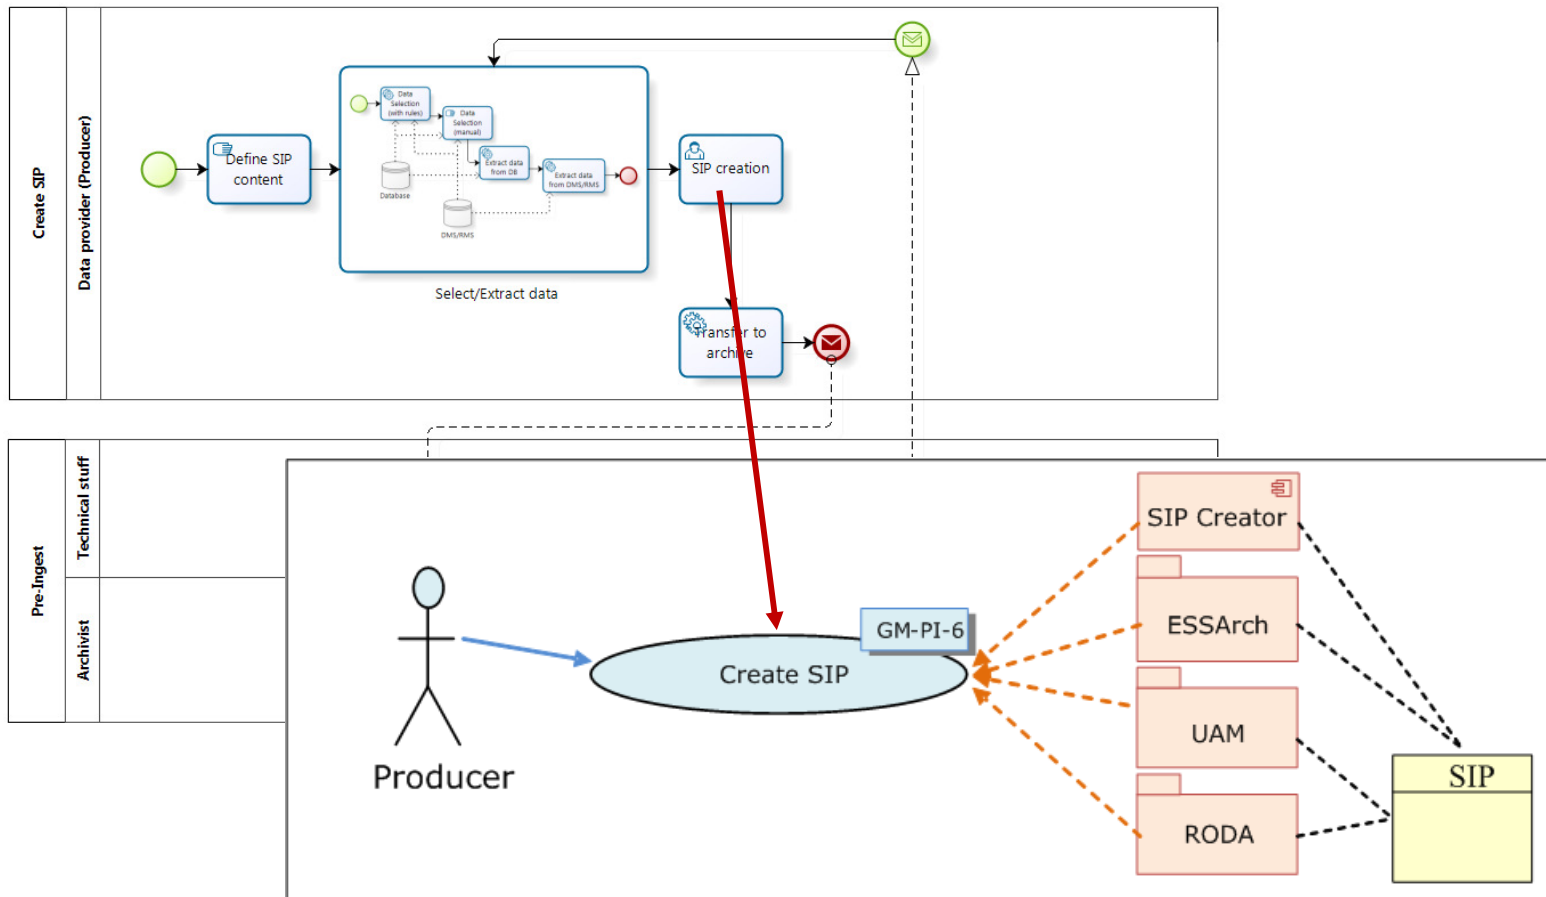 Create SIP
Data provider (Producer)
Define SIP
content
Data
Selection
(with rules)
Data
Selection
(manual)
Extract data
from DB
Extract data
from DMS/RMS
Database
DMS/RMS
Select/Extract data
SIP creation
Transfer to
archive
Pre-Ingest
Technical stuff
Archivist
Producer
Create SIP
GM-PI-6
SIP Creator
ESSArch
UAM
RODA
SIP